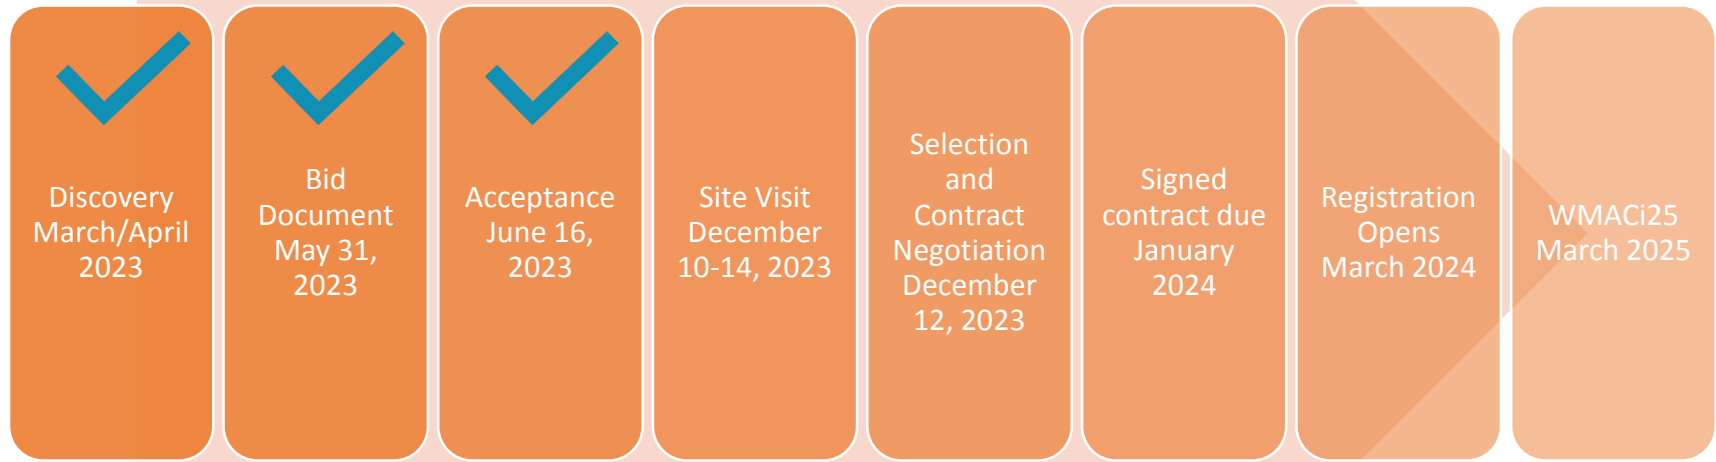 Discovery
March/April
2023
Bid
Document
May 31,
2023
Acceptance
June 16,
2023
Site Visit
December
10-14, 2023
Selection
and
Contract
Negotiation
December
12, 2023
Signed
contract due
January
2024
Registration
Opens
March 2024
WMACi25
March 2025